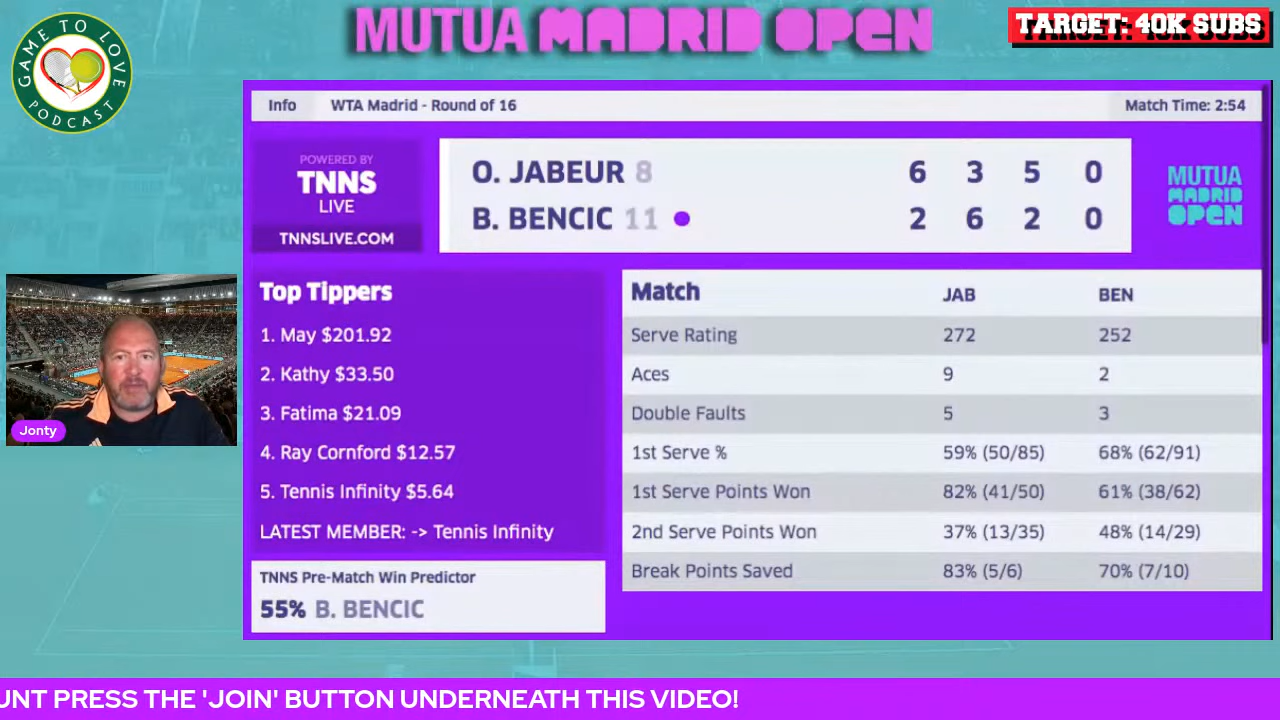 GAME TO LOVE
PODCAST
MUTUA MADRID OPEN
TARGET: 40K SUBS
Info
WTA Madrid - Round of 16
Match Time: 2:54
POWERED BY
TNNS
LIVE
TNNSLIVE.COM
O. JABEUR 8 6 3 5 0
B. BENCIC 11 2 6 2 0
MUTUA
MADRID
OPEN
Top Tippers
1. May $201.92
2. Kathy $33.50
3. Fatima $21.09
4. Ray Cornford $12.57
5. Tennis Infinity $5.64
LATEST MEMBER: -> Tennis Infinity
TNNS Pre-Match Win Predictor
55% B. BENCIC
Match JAB BEN
Serve Rating 272 252
Aces 9 2
Double Faults 5 3
1st Serve % 59% (50/85) 68% (62/91)
1st Serve Points Won 82% (41/50) 61% (38/62)
2nd Serve Points Won 37% (13/35) 48% (14/29)
Break Points Saved 83% (5/6) 70% (7/10)
Jonty
UNT PRESS THE 'JOIN' BUTTON UNDERNEATH THIS VIDEO!